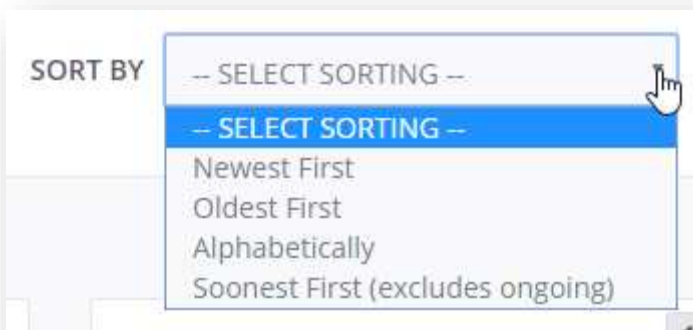 SORT BY -- SELECT SORTING --
-- SELECT SORTING --
Newest First
Oldest First
Alphabetically
Soonest First (excludes ongoing)